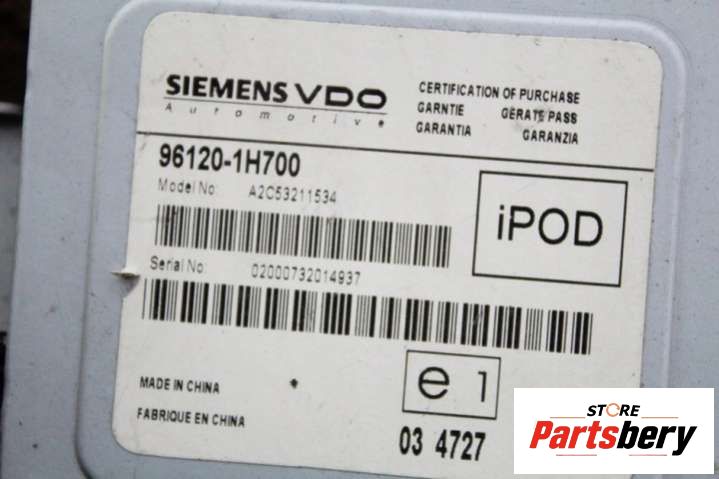 SIEMENS VDO
Automotive
CERTIFICATION OF PURCHASE
GARNTIE GERATE PASS
GARANTIA GARANZIA
96120-1H700
Model No: A2C53211534
iPOD
Serial No: 02000732014937
e 1
MADE IN CHINA
FABRIQUE EN CHINA
03 4727
STORE
Partsbery